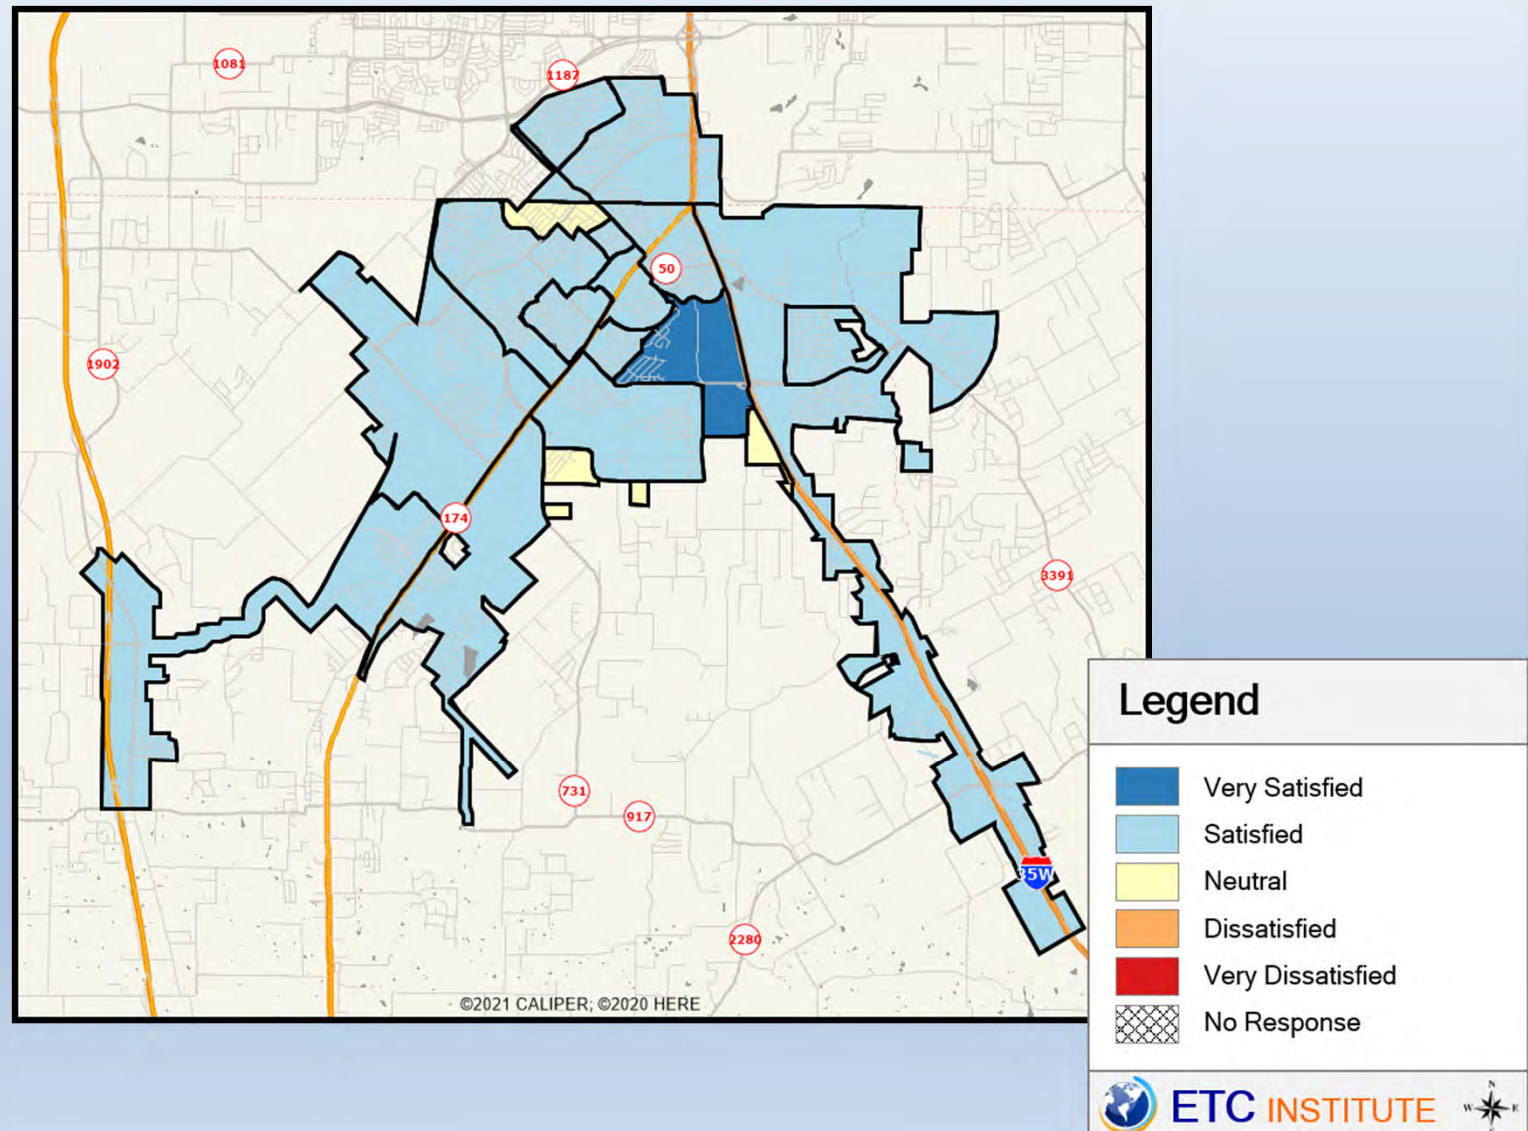 1081
1187
50
1902
174
3391
35W
731
917
2280
©2021 CALIPER; ©2020 HERE
Legend
Very Satisfied
Satisfied
Neutral
Dissatisfied
Very Dissatisfied
No Response
ETC INSTITUTE
N
W E